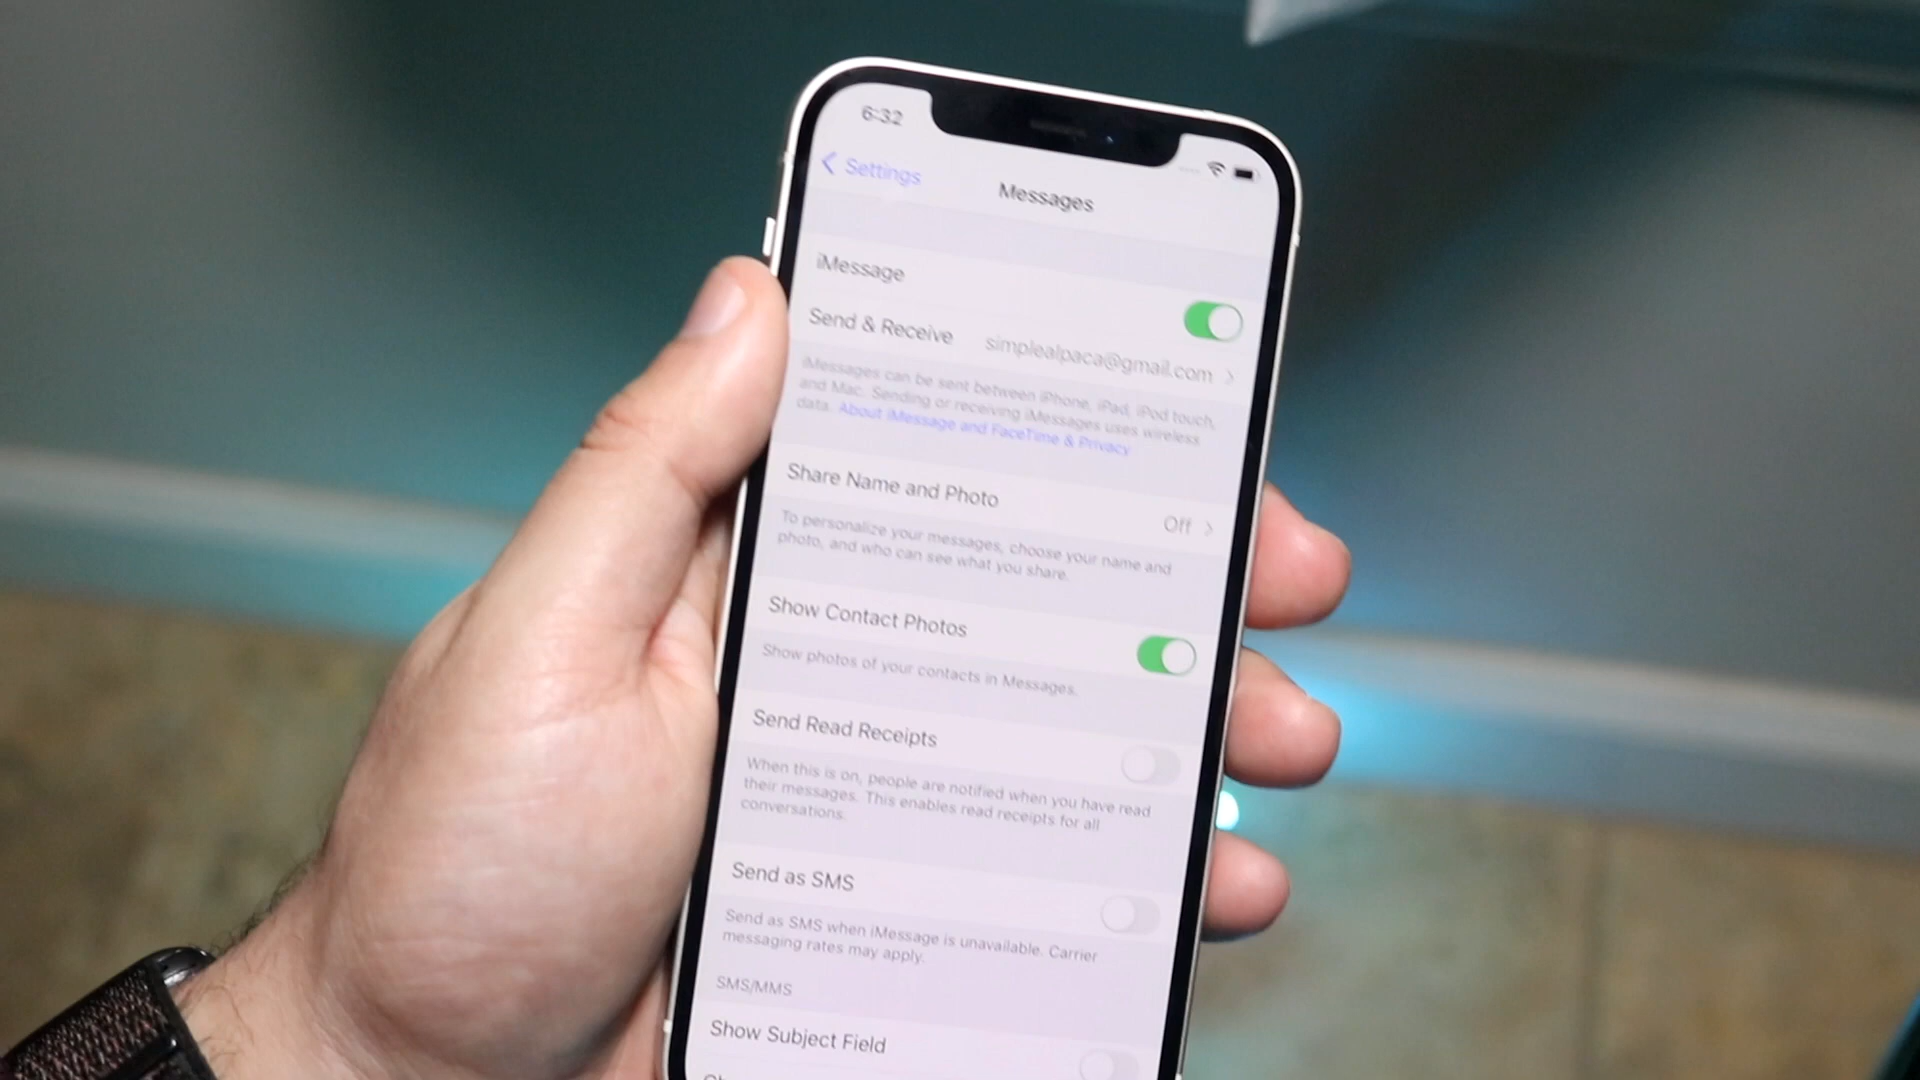 6:32
Settings
Messages
iMessage
Send & Receive simplealpaca@gmail.com
iMessages can be sent between iPhone, iPad, iPod touch,
and Mac. Sending or receiving iMessages uses wireless
data. About iMessage and FaceTime & Privacy
Share Name and Photo
Off
To personalize your messages, choose your name and
photo, and who can see what you share.
Show Contact Photos
Show photos of your contacts in Messages.
Send Read Receipts
When this is on, people are notified when you have read
their messages. This enables read receipts for all
conversations.
Send as SMS
Send as SMS when iMessage is unavailable. Carrier
messaging rates may apply.
SMS/MMS
Show Subject Field